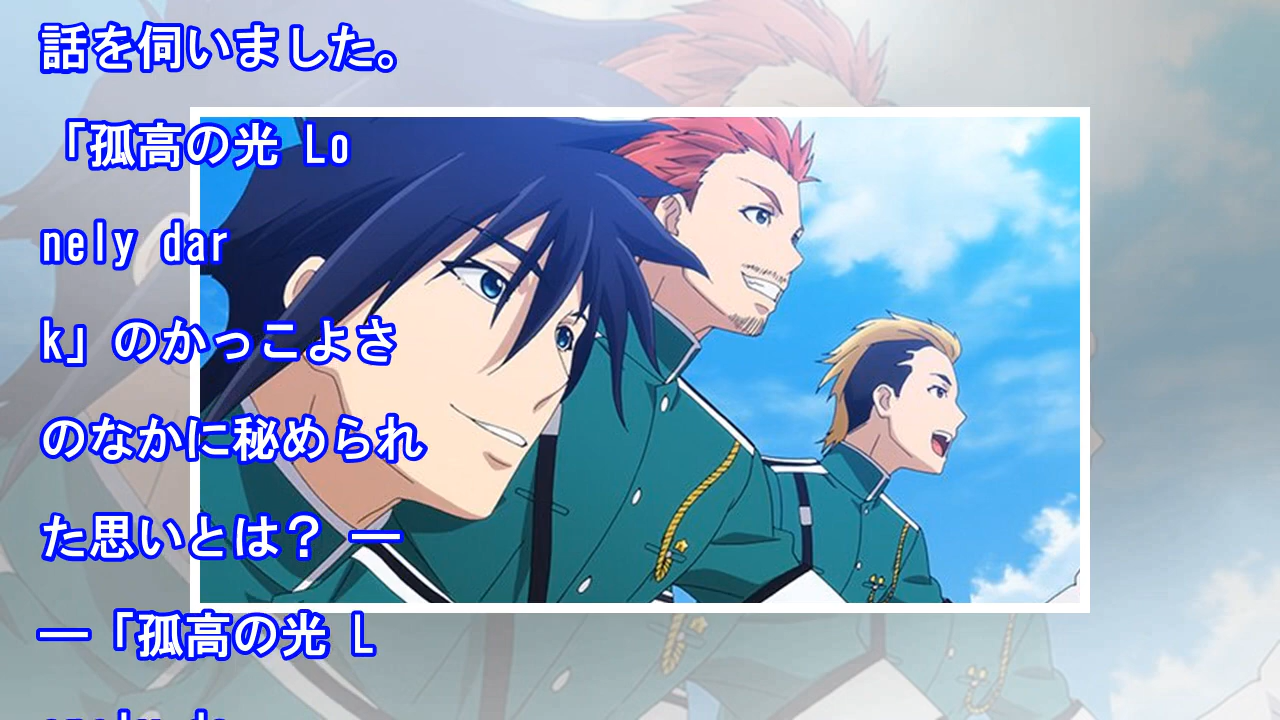 話を伺いました。
「孤高の光 Lo
nely dar
k」のかっこよさ
のなかに秘められ
た思いとは? ―
―「孤高の光 L